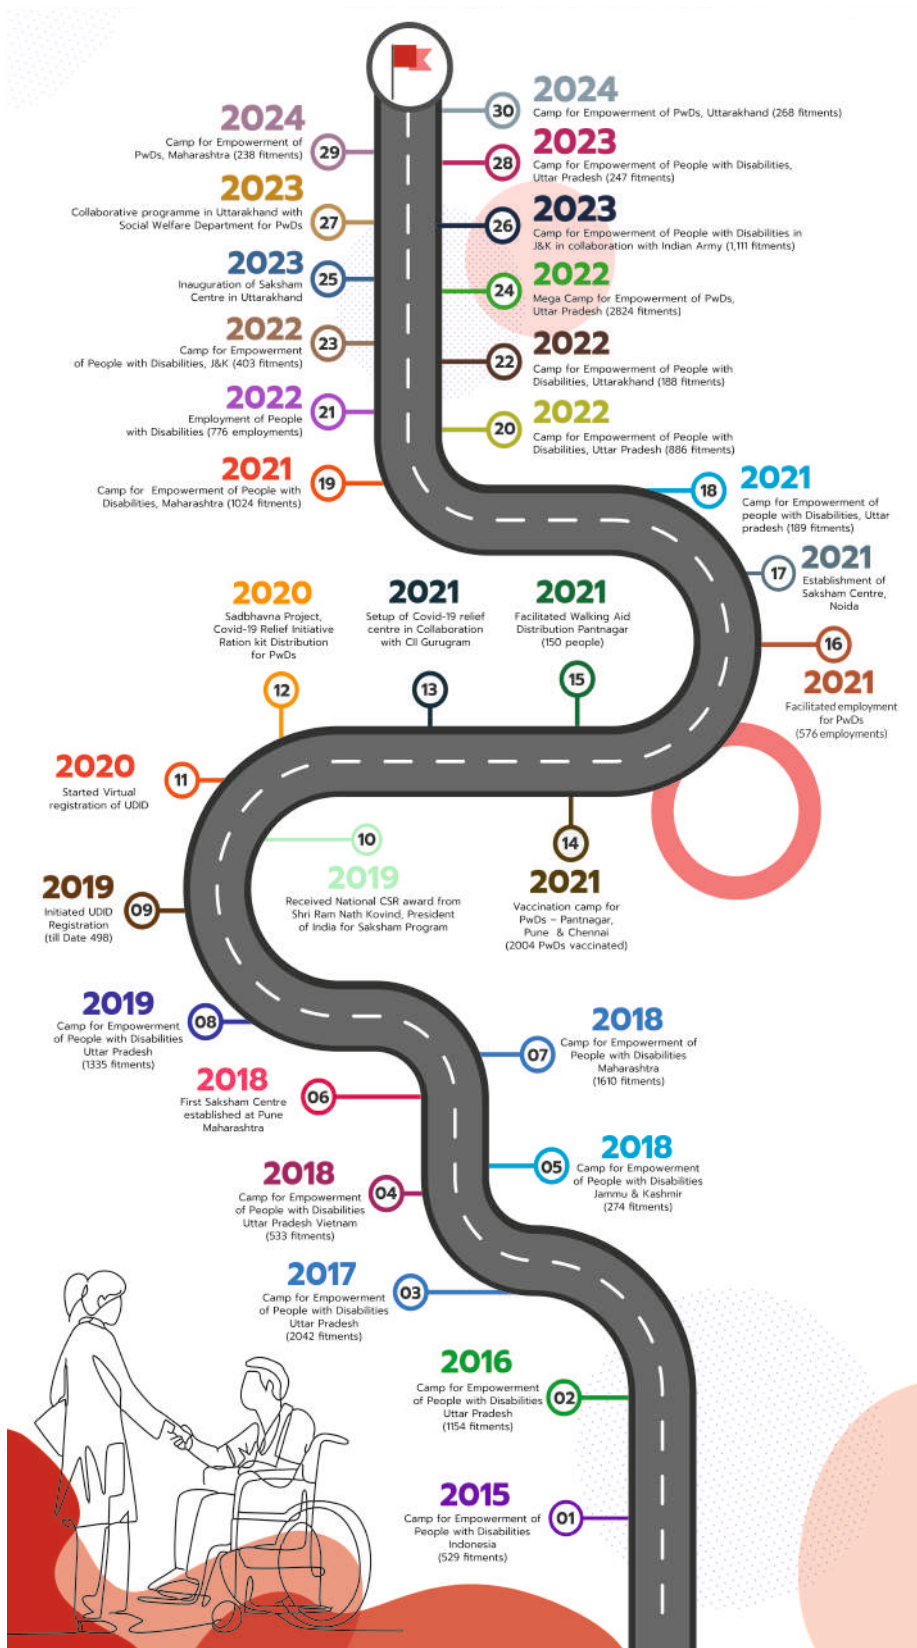 30
2024
Camp for Empowerment of PwDs, Uttarakhand (268 fitments)
2024
Camp for Empowerment of
PwDs, Maharashtra (238 fitments)
29
28
2023
Camp for Empowerment of People with Disabilities,
Uttar Pradesh (247 fitments)
2023
Collaborative programme in Uttarakhand with
Social Welfare Department for PwDs
27
26
2023
Camp for Empowerment of People with Disabilities in
J&K in collaboration with Indian Army (1,111 fitments)
2023
Inauguration of Saksham
Centre in Uttarakhand
25
24
2022
Mega Camp for Empowerment of PwDs,
Uttar Pradesh (2824 fitments)
2022
Camp for Empowerment
of People with Disabilities, J&K (403 fitments)
23
22
2022
Camp for Empowerment of People with
Disabilities, Uttarakhand (188 fitments)
2022
Employment of People
with Disabilities (776 employments)
21
20
2022
Camp for Empowerment of People with
Disabilities, Uttar Pradesh (886 fitments)
2021
Camp for Empowerment of People with
Disabilities, Maharashtra (1024 fitments)
19
18
2021
Camp for Empowerment of
people with Disabilities, Uttar
pradesh (189 fitments)
17
2021
Establishment of
Saksham Centre,
Noida
16
2021
Facilitated employment
for PwDs
(576 employments)
2020
Sadbhavna Project,
Covid-19 Relief Initiative
Ration kit Distribution
for PwDs
12
2021
Setup of Covid-19 relief
centre in Collaboration
with CII Gurugram
13
2021
Facilitated Walking Aid
Distribution Pantnagar
(150 people)
15
2020
Started Virtual
registration of UDID
11
10
2019
Received National CSR award from
Shri Ram Nath Kovind, President
of India for Saksham Program
14
2021
Vaccination camp for
PwDs – Pantnagar,
Pune & Chennai
(2004 PwDs vaccinated)
2019
Initiated UDID
Registration
(till Date 498)
09
2019
Camp for Empowerment
of People with Disabilities
Uttar Pradesh
(1335 fitments)
08
07
2018
Camp for Empowerment of
People with Disabilities
Maharashtra
(1610 fitments)
2018
First Saksham Centre
established at Pune
Maharashtra
06
05
2018
Camp for Empowerment
of People with Disabilities
Jammu & Kashmir
(274 fitments)
2018
Camp for Empowerment
of People with Disabilities
Uttar Pradesh Vietnam
(533 fitments)
04
2017
Camp for Empowerment
of People with Disabilities
Uttar Pradesh
(2042 fitments)
03
2016
Camp for Empowerment
of People with Disabilities
Uttar Pradesh
(1154 fitments)
02
2015
Camp for Empowerment of
People with Disabilities
Indonesia
(529 fitments)
01